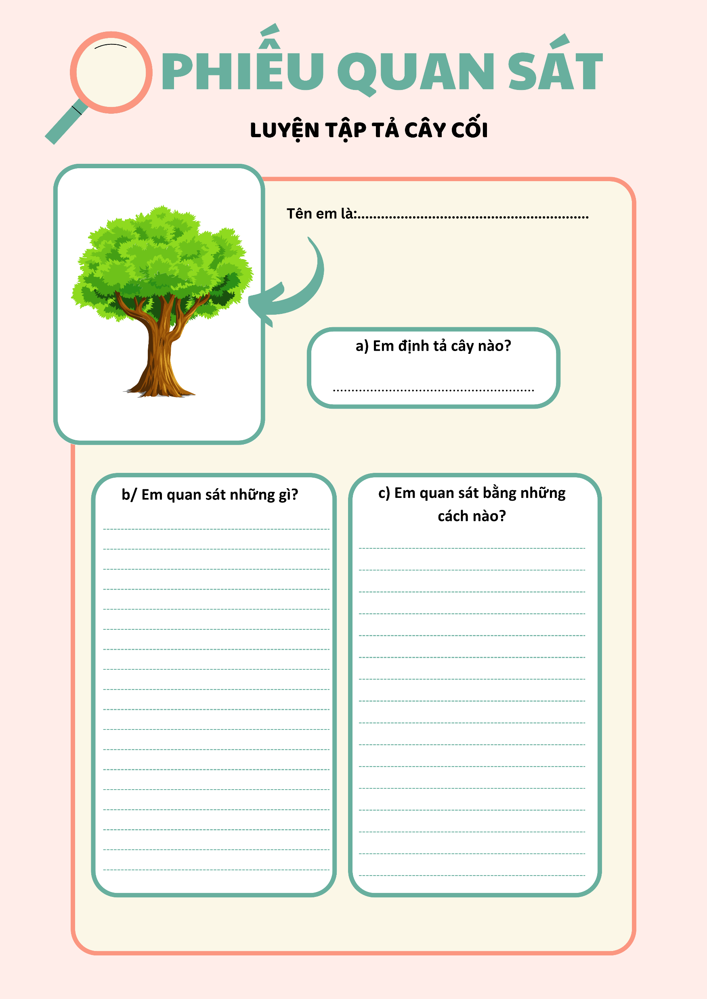 PHIẾU QUAN SÁT
LUYỆN TẬP TẢ CÂY CỐI
Tên em là:...........................................................
a) Em định tả cây nào?
......................................................
b/ Em quan sát những gì?
c) Em quan sát bằng những
cách nào?